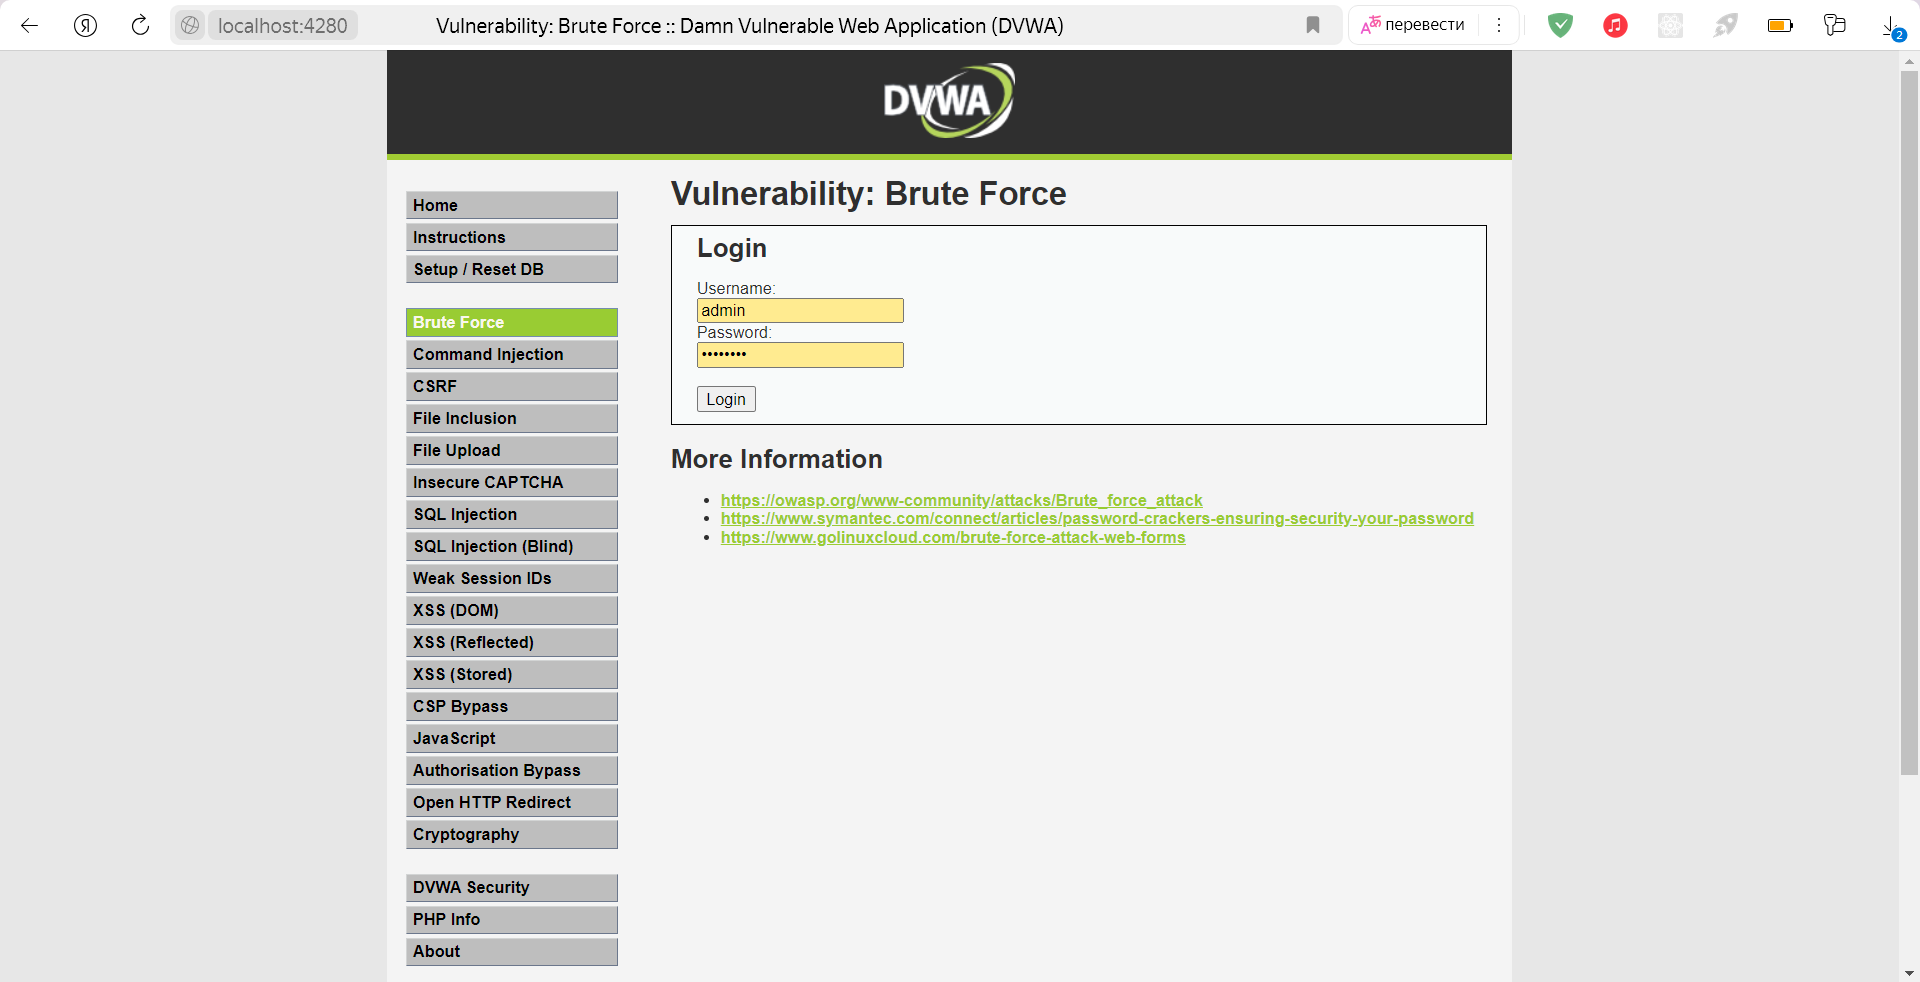 localhost:4280
Vulnerability: Brute Force :: Damn Vulnerable Web Application (DVWA)
перевести
2
DVWA
Home
Instructions
Setup / Reset DB
Brute Force
Command Injection
CSRF
File Inclusion
File Upload
Insecure CAPTCHA
SQL Injection
SQL Injection (Blind)
Weak Session IDs
XSS (DOM)
XSS (Reflected)
XSS (Stored)
CSP Bypass
JavaScript
Authorisation Bypass
Open HTTP Redirect
Cryptography
DVWA Security
PHP Info
About
Vulnerability: Brute Force
Login
Username:
admin
Password:
••••••••
Login
More Information
• https://owasp.org/www-community/attacks/Brute_force_attack
• https://www.symantec.com/connect/articles/password-crackers-ensuring-security-your-password
• https://www.golinuxcloud.com/brute-force-attack-web-forms